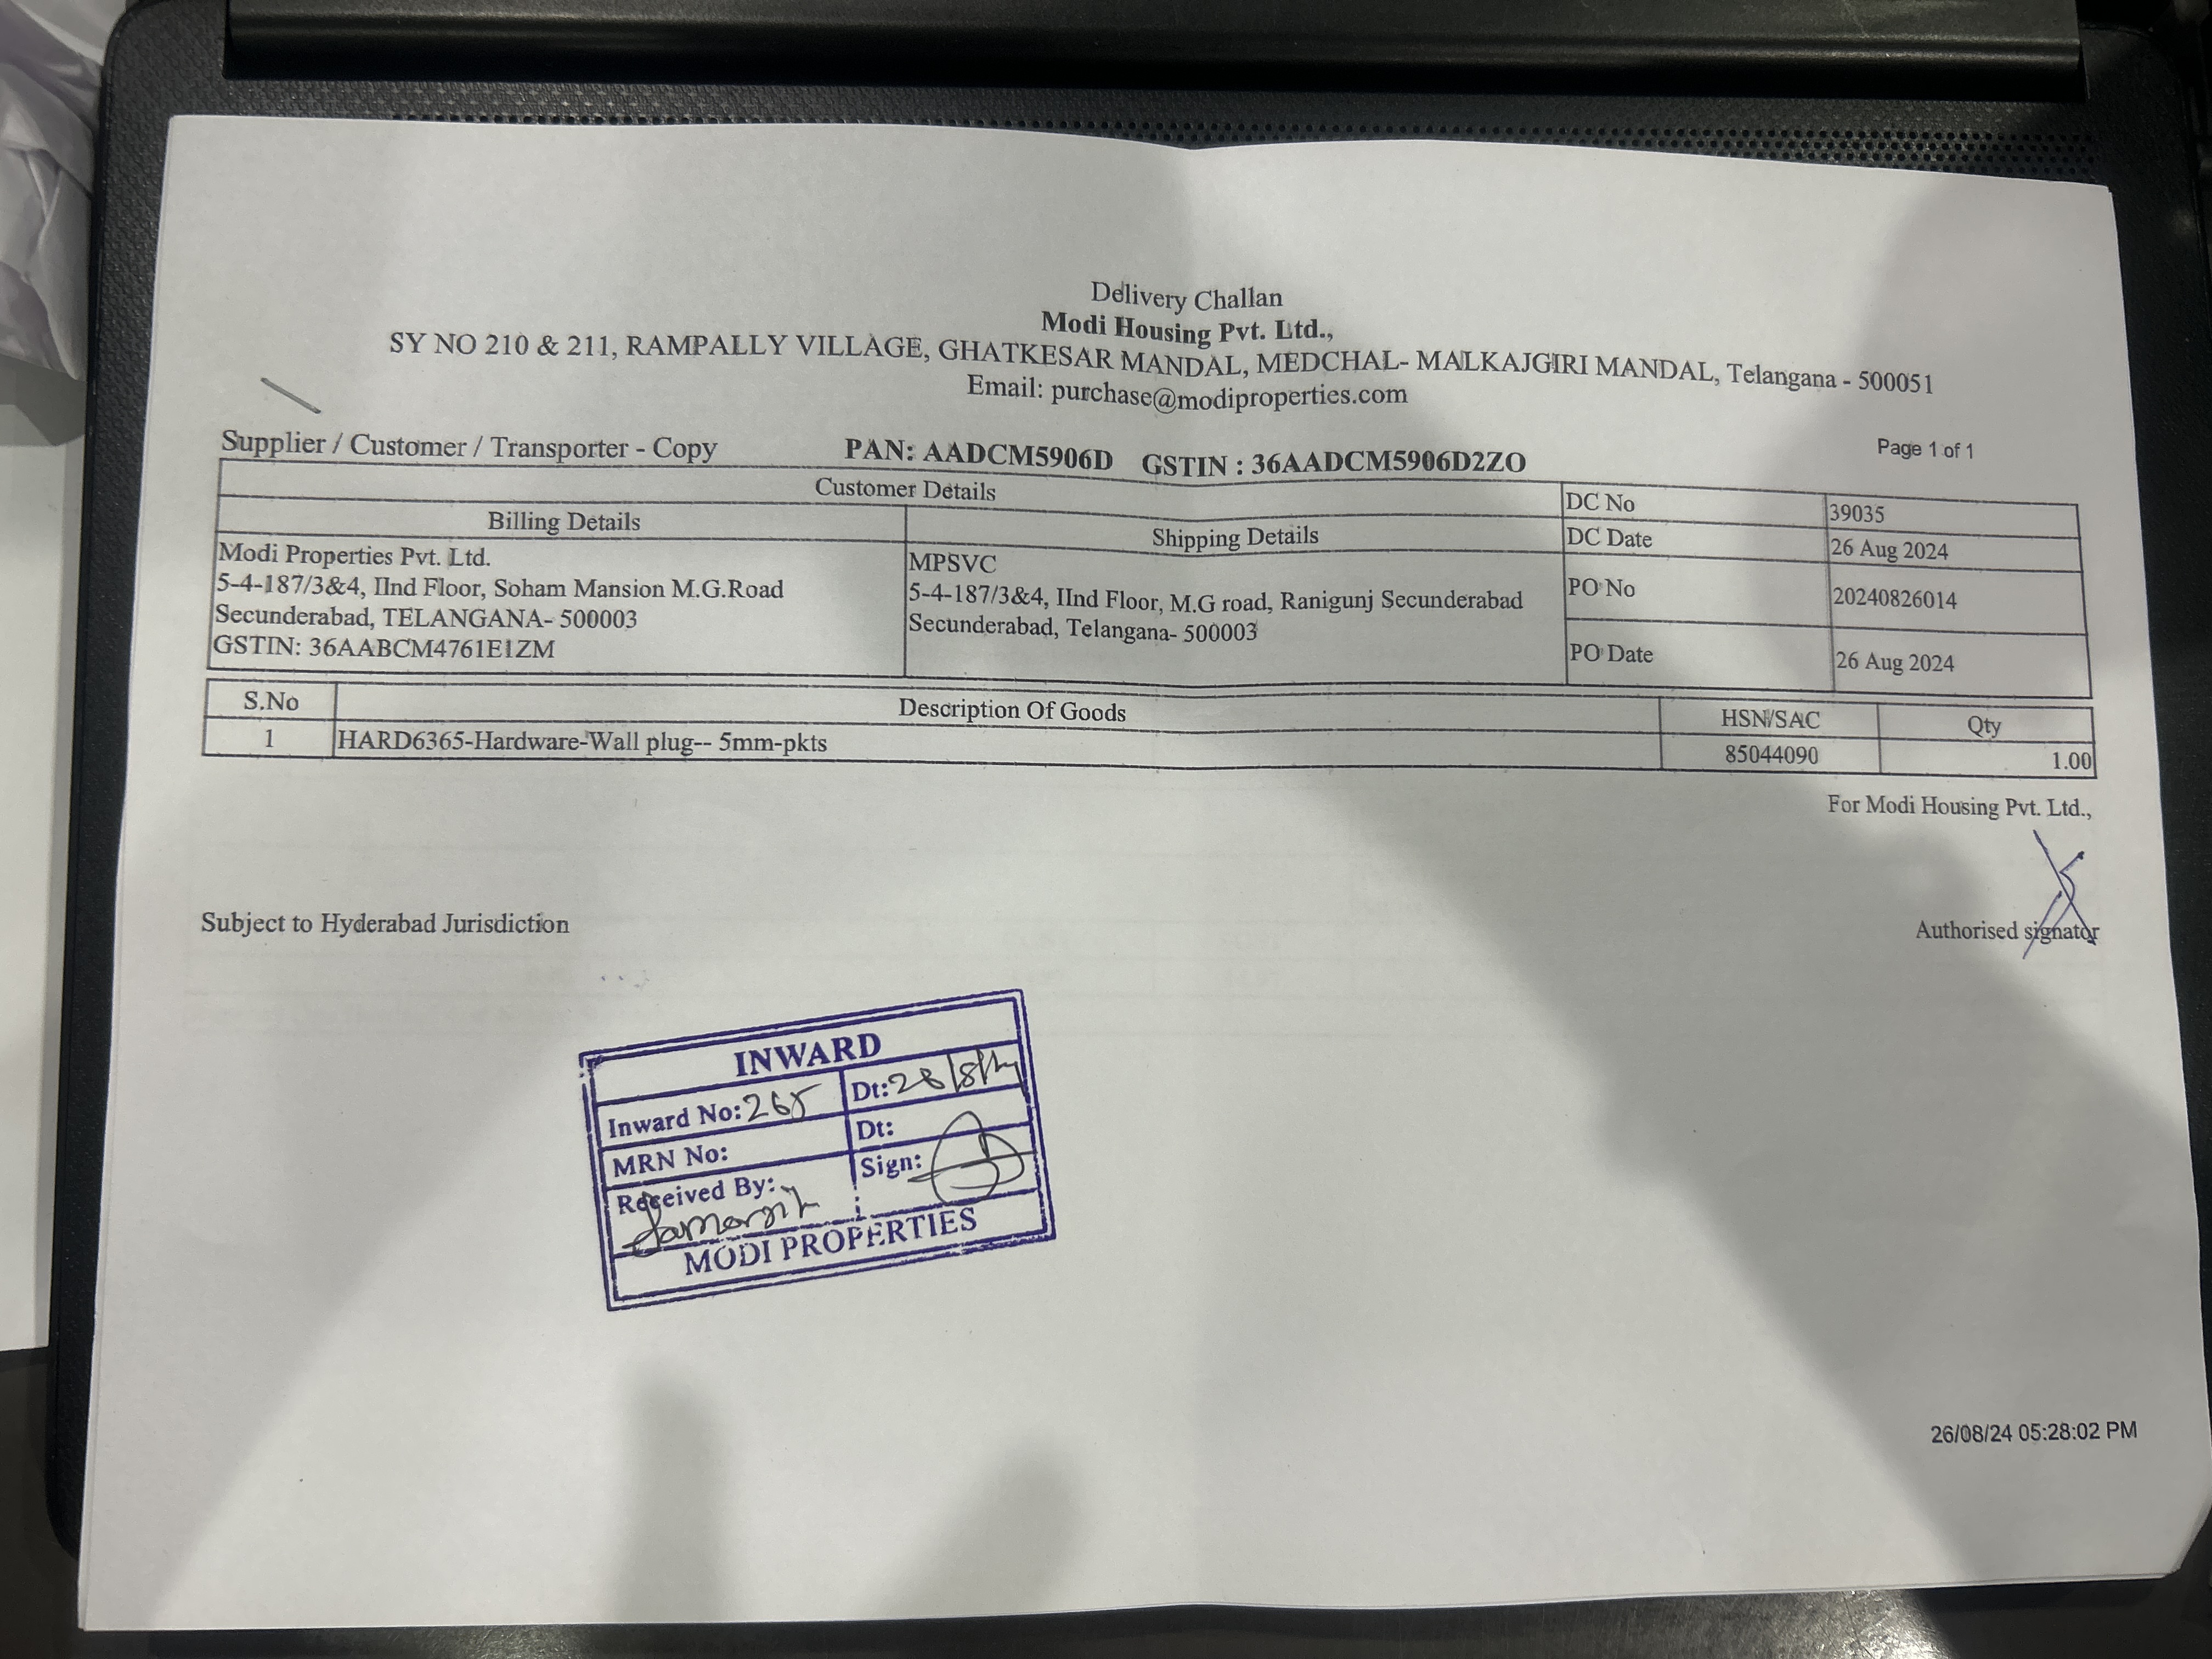 Delivery Challan
Modi Housing Pvt. Ltd.,
SY NO 210 & 211, RAMPALLY VILLAGE, GHATKESAR MANDAL, MEDCHAL- MALKAJGIRI MANDAL, Telangana - 500051
Email: purchase@modiproperties.com
Supplier / Customer / Transporter - Copy PAN: AADCM5906D GSTIN : 36AADCM5906D2ZO Page 1 of 1
Customer Details
Billing Details
Modi Properties Pvt. Ltd.
5-4-187/3&4, IInd Floor, Soham Mansion M.G.Road
Secunderabad, TELANGANA- 500003
GSTIN: 36AABCM4761E1ZM
Shipping Details
MPSVC
5-4-187/3&4, IInd Floor, M.G road, Ranigunj Secunderabad
Secunderabad, Telangana- 500003
DC No 39035
DC Date 26 Aug 2024
PO No 20240826014
PO Date 26 Aug 2024
S.No Description Of Goods HSN/SAC Qty
1 HARD6365-Hardware-Wall plug-- 5mm-pkts 85044090 1.00
For Modi Housing Pvt. Ltd.,
Subject to Hyderabad Jurisdiction
Authorised signator
INWARD
Inward No: 265 Dt: 28/8/24
MRN No: Dt:
Received By: Sign:
MODI PROPERTIES
26/08/24 05:28:02 PM